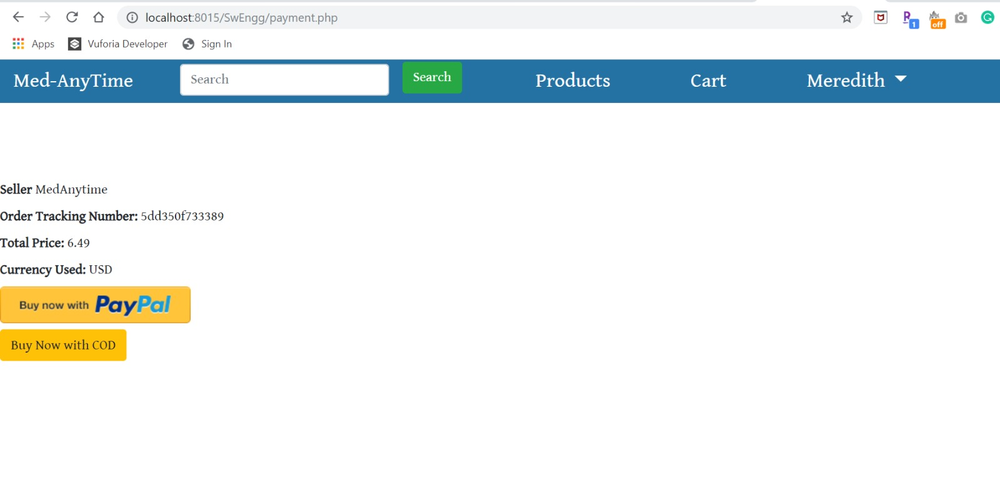 localhost:8015/SwEngg/payment.php
R 1
off
G
Apps Vuforia Developer Sign In
Med-AnyTime Search Search Products Cart Meredith
Seller MedAnytime
Order Tracking Number: 5dd350f733389
Total Price: 6.49
Currency Used: USD
Buy now with PayPal
Buy Now with COD